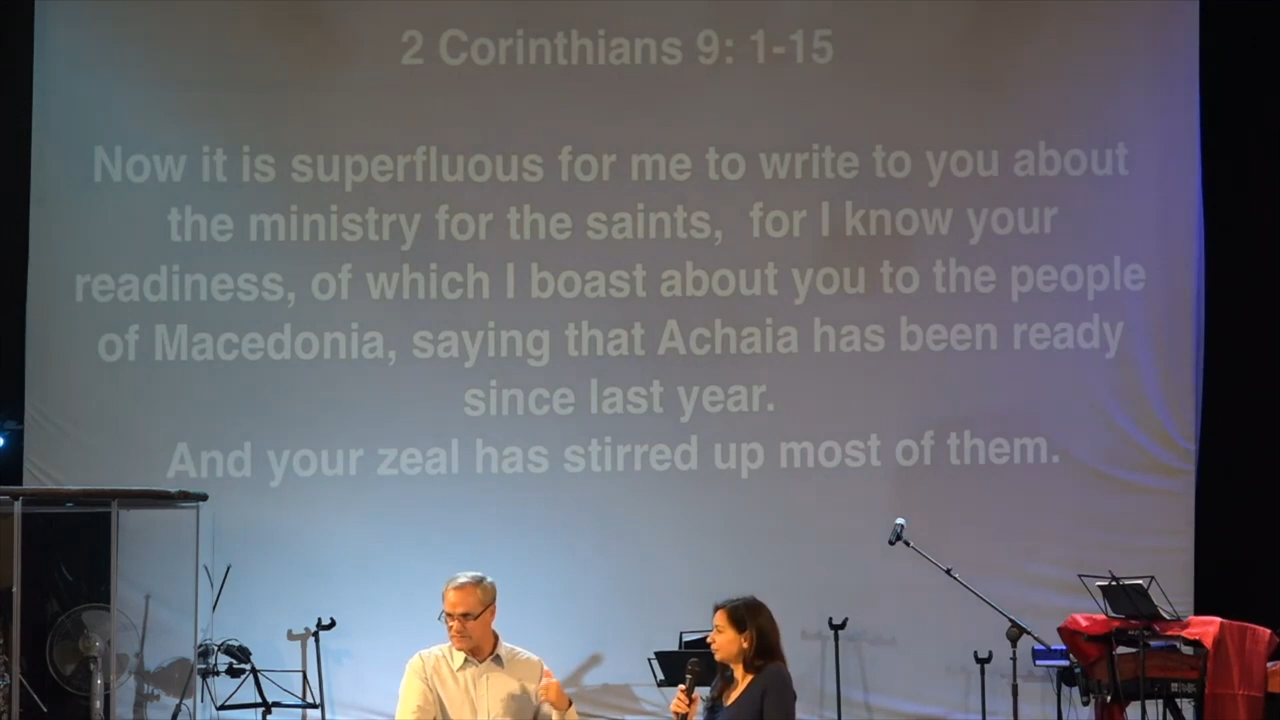 2 Corinthians 9: 1-15
Now it is superfluous for me to write to you about
the ministry for the saints, for I know your
readiness, of which I boast about you to the people
of Macedonia, saying that Achaia has been ready
since last year.
And your zeal has stirred up most of them.